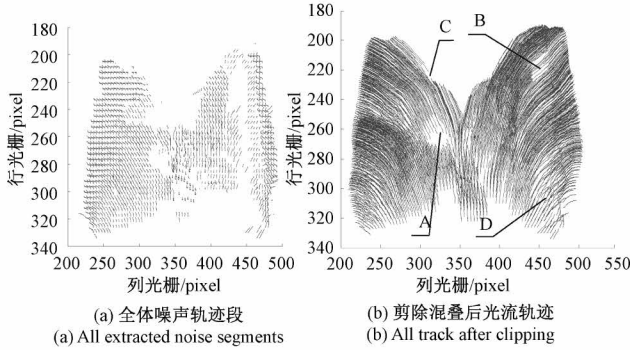 180
200
220
240
260
280
300
320
340
行光栅/pixel
200 250 300 350 400 450 500
列光栅/pixel
(a) 全体噪声轨迹段
(a) All extracted noise segments
180
200
220
240
260
280
300
320
340
行光栅/pixel
C
B
A
D
200 250 300 350 400 450 500
列光栅/pixel
(b) 剪除混叠后光流轨迹
(b) All track after clipping